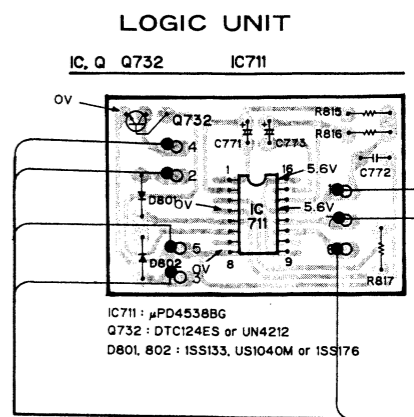 LOGIC UNIT
IC, Q Q732 IC711
0V
Q732
R815
R816
C771 C773
C772
4
2
1 16 5.6V
D801
0V
IC 711
5.6V
5
D802
0V
3
8 9
6
R817
IC711 : μPD4538BG
Q732 : DTC124ES or UN4212
D801, 802 : 1SS133, US1040M or 1SS176